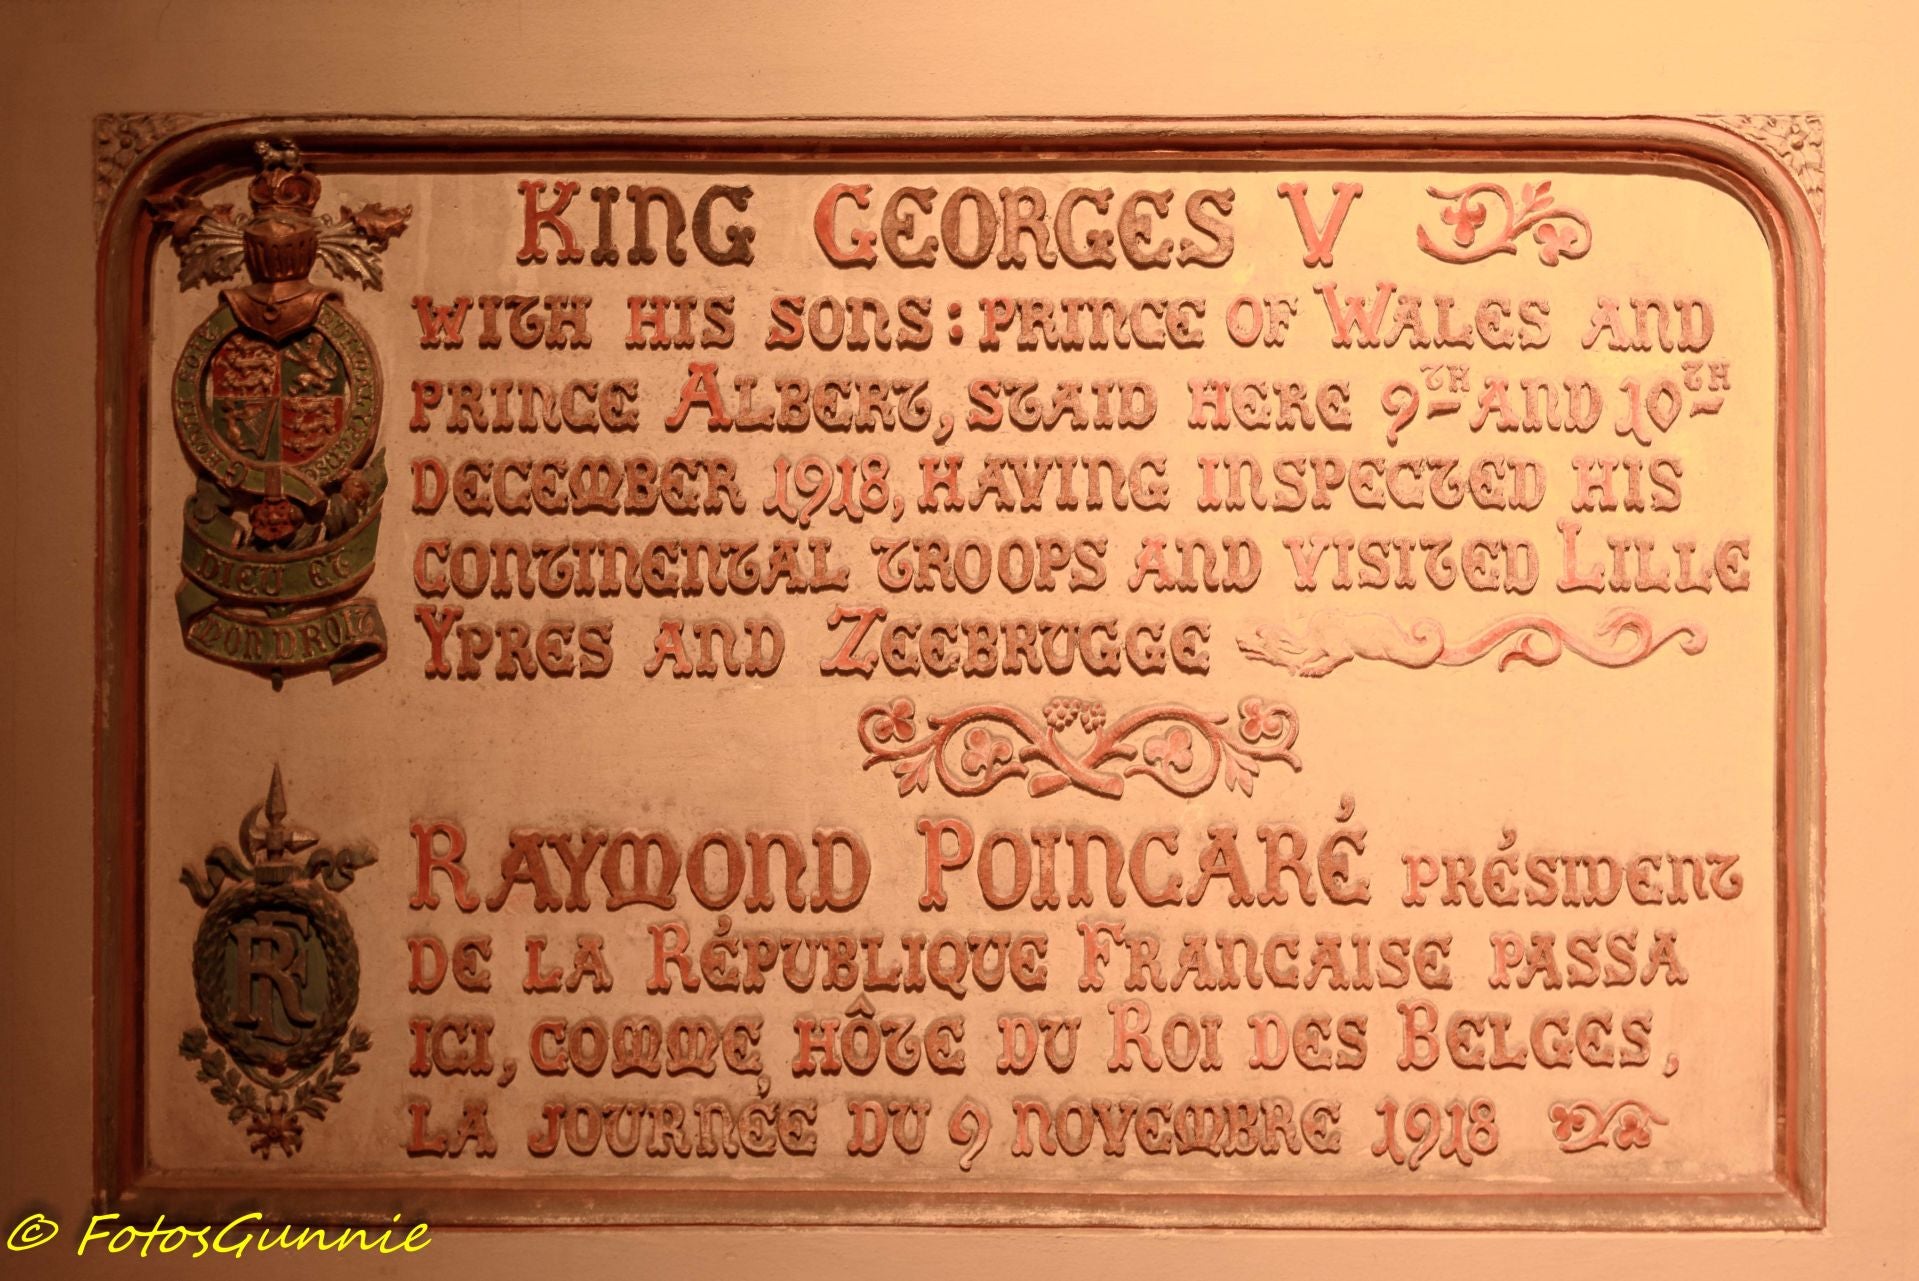 KING GEORGES V
WITH HIS SONS: PRINCE OF WALES AND
PRINCE ALBERT, STAID HERE 9TH AND 10TH
DECEMBER 1918, HAVING INSPECTED HIS
CONTINENTAL TROOPS AND VISITED LILLE
YPRES AND ZEEBRUGGE
DIEU ET
MON DROIT
RAYMOND POINCARÉ PRÉSIDENT
DE LA RÉPUBLIQUE FRANCAISE PASSA
ICI, COMME HÔTE DU ROI DES BELGES,
LA JOURNÉE DU 9 NOVEMBRE 1918
RF
© FotosGunnie